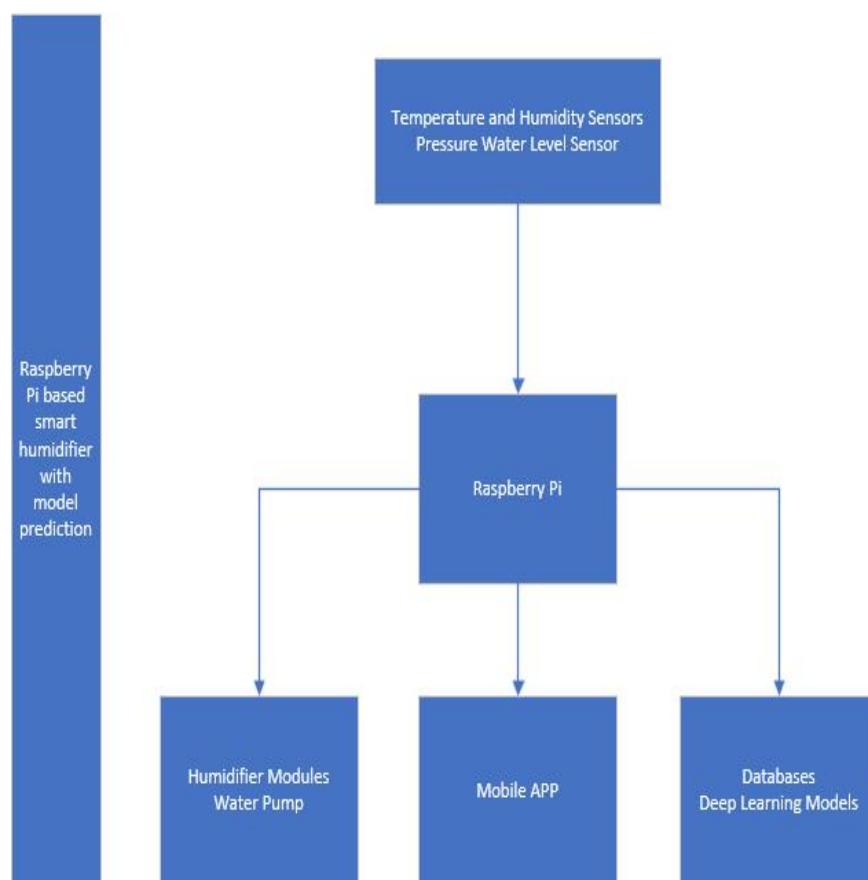 Raspberry
Pi based
smart
humidifier
with
model
prediction
Temperature and Humidity Sensors
Pressure Water Level Sensor
Raspberry Pi
Humidifier Modules
Water Pump
Mobile APP
Databases
Deep Learning Models